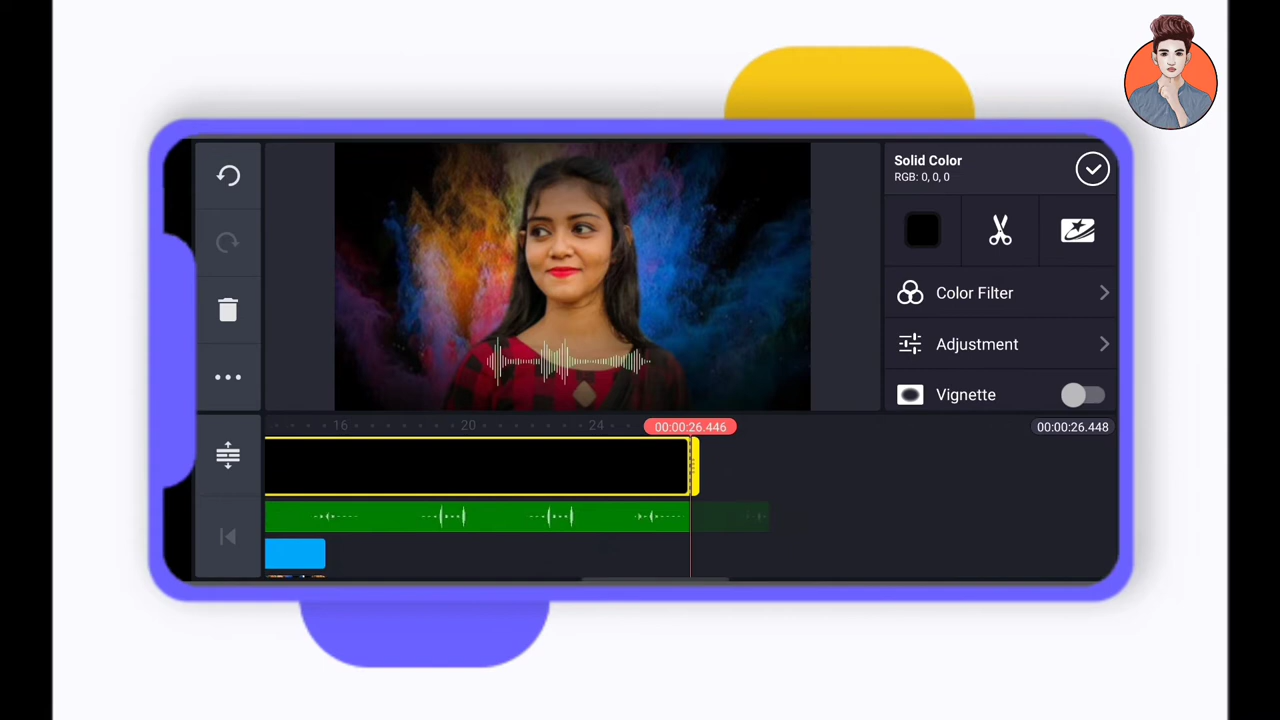 Solid Color
RGB: 0, 0, 0
Color Filter
Adjustment
Vignette
16
20
24
00:00:26.446
00:00:26.448